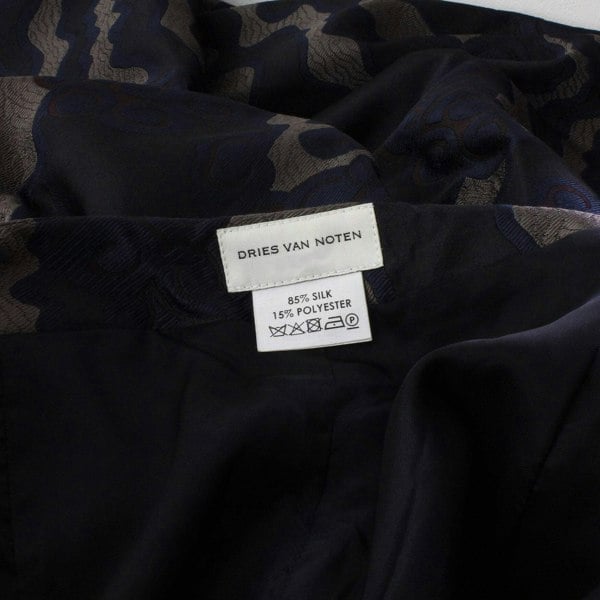 DRIES VAN NOTEN
85% SILK
15% POLYESTER
P